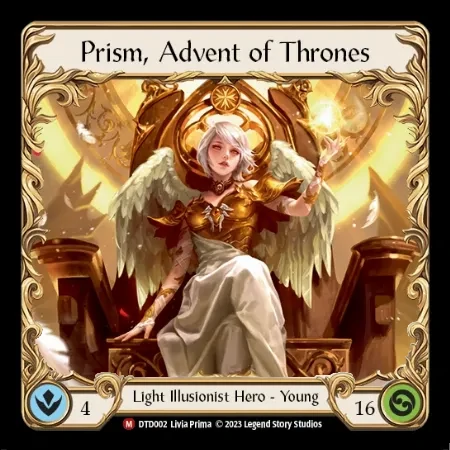 Prism, Advent of Thrones
4
Light Illusionist Hero - Young
16
M DTD002 Livia Prima © 2023 Legend Story Studios